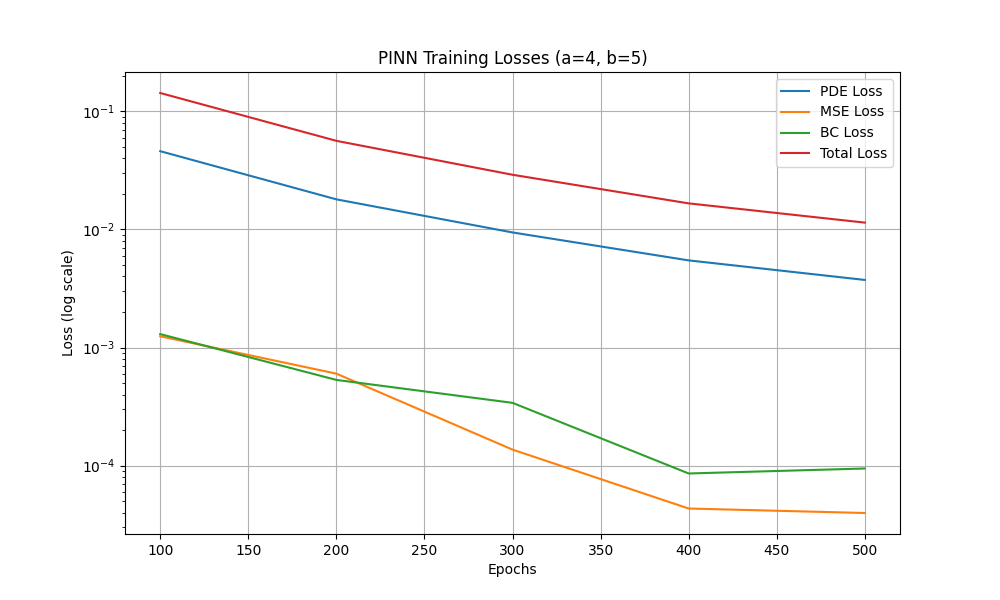 PINN Training Losses (a=4, b=5)
PDE Loss
MSE Loss
BC Loss
Total Loss
Loss (log scale)
10⁻¹
10⁻²
10⁻³
10⁻⁴
100 150 200 250 300 350 400 450 500
Epochs